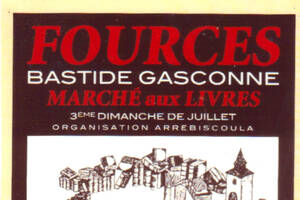 FOURCES
BASTIDE GASCONNE
MARCHÉ aux LIVRES
3ÈME DIMANCHE DE JUILLET
ORGANISATION ARREBISCOULA